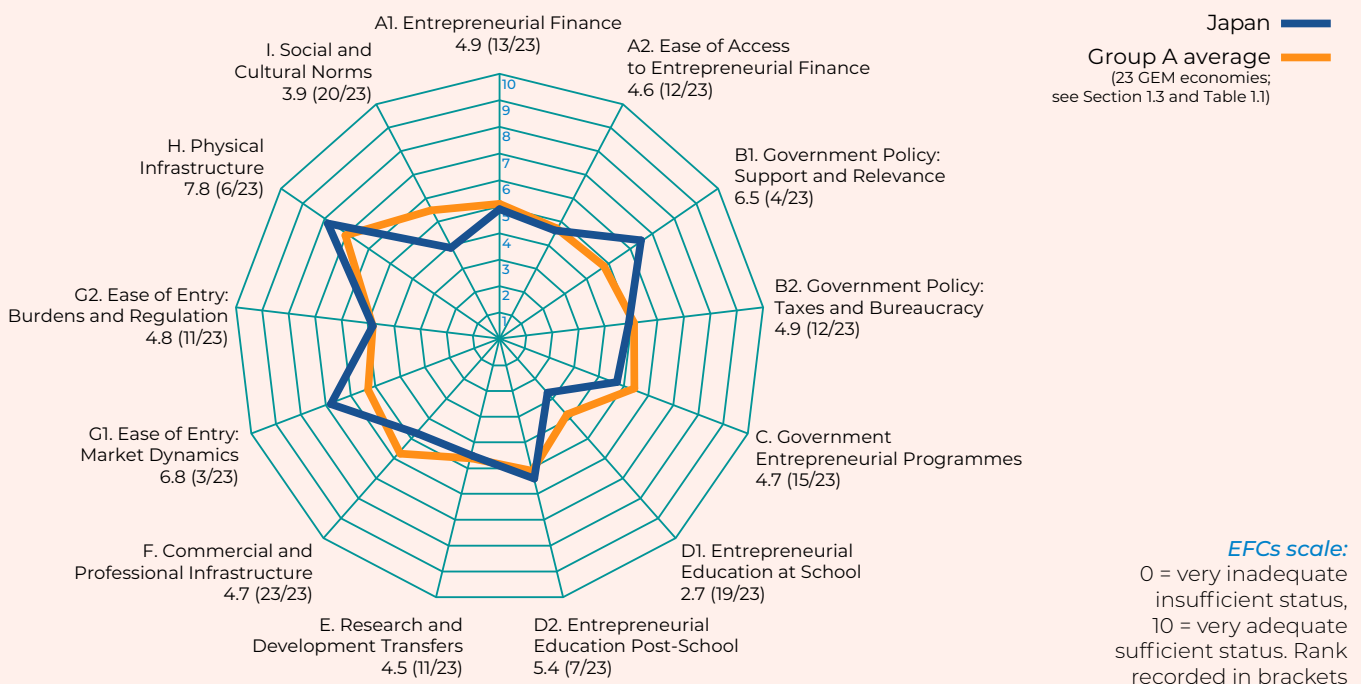 A1. Entrepreneurial Finance
4.9 (13/23)
A2. Ease of Access
to Entrepreneurial Finance
4.6 (12/23)
B1. Government Policy:
Support and Relevance
6.5 (4/23)
B2. Government Policy:
Taxes and Bureaucracy
4.9 (12/23)
C. Government
Entrepreneurial Programmes
4.7 (15/23)
D1. Entrepreneurial
Education at School
2.7 (19/23)
D2. Entrepreneurial
Education Post-School
5.4 (7/23)
E. Research and
Development Transfers
4.5 (11/23)
F. Commercial and
Professional Infrastructure
4.7 (23/23)
G1. Ease of Entry:
Market Dynamics
6.8 (3/23)
G2. Ease of Entry:
Burdens and Regulation
4.8 (11/23)
H. Physical
Infrastructure
7.8 (6/23)
I. Social and
Cultural Norms
3.9 (20/23)
10
9
8
7
6
5
4
3
2
1
Japan
Group A average
(23 GEM economies;
see Section 1.3 and Table 1.1)
EFCs scale:
0 = very inadequate
insufficient status,
10 = very adequate
sufficient status. Rank
recorded in brackets